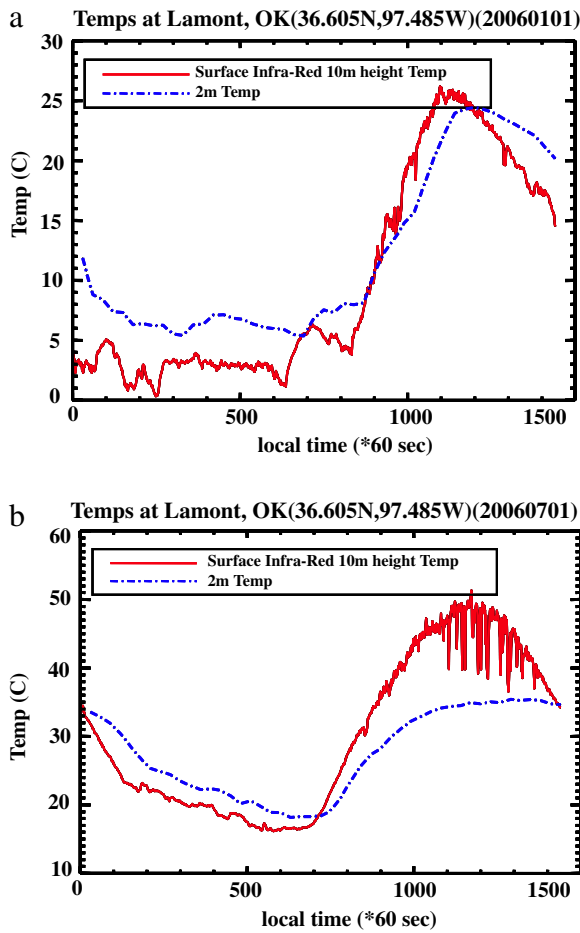 a
Temps at Lamont, OK(36.605N,97.485W)(20060101)
30
25
20
15
10
5
0
Temp (C)
Surface Infra-Red 10m height Temp
2m Temp
0 500 1000 1500
local time (*60 sec)
b
Temps at Lamont, OK(36.605N,97.485W)(20060701)
60
50
40
30
20
10
Temp (C)
Surface Infra-Red 10m height Temp
2m Temp
0 500 1000 1500
local time (*60 sec)